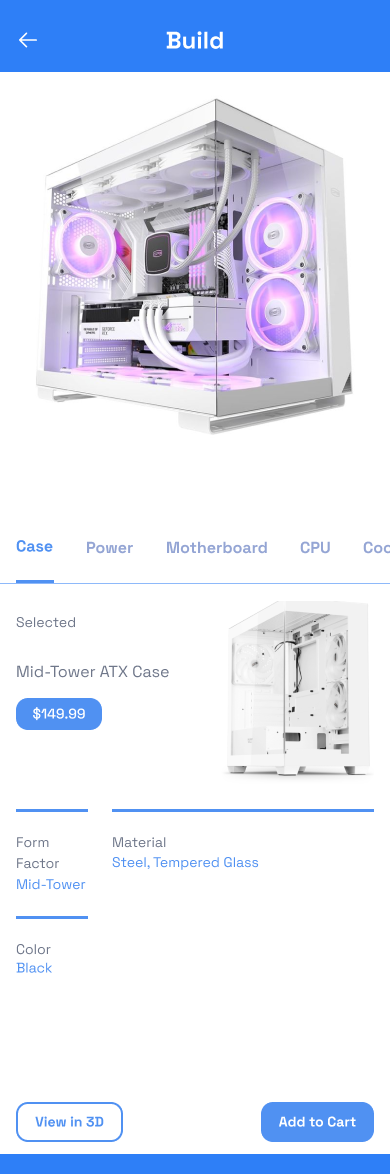 Build
Case Power Motherboard CPU Coo
Selected
Mid-Tower ATX Case
$149.99
Form
Factor
Mid-Tower
Material
Steel, Tempered Glass
Color
Black
View in 3D
Add to Cart